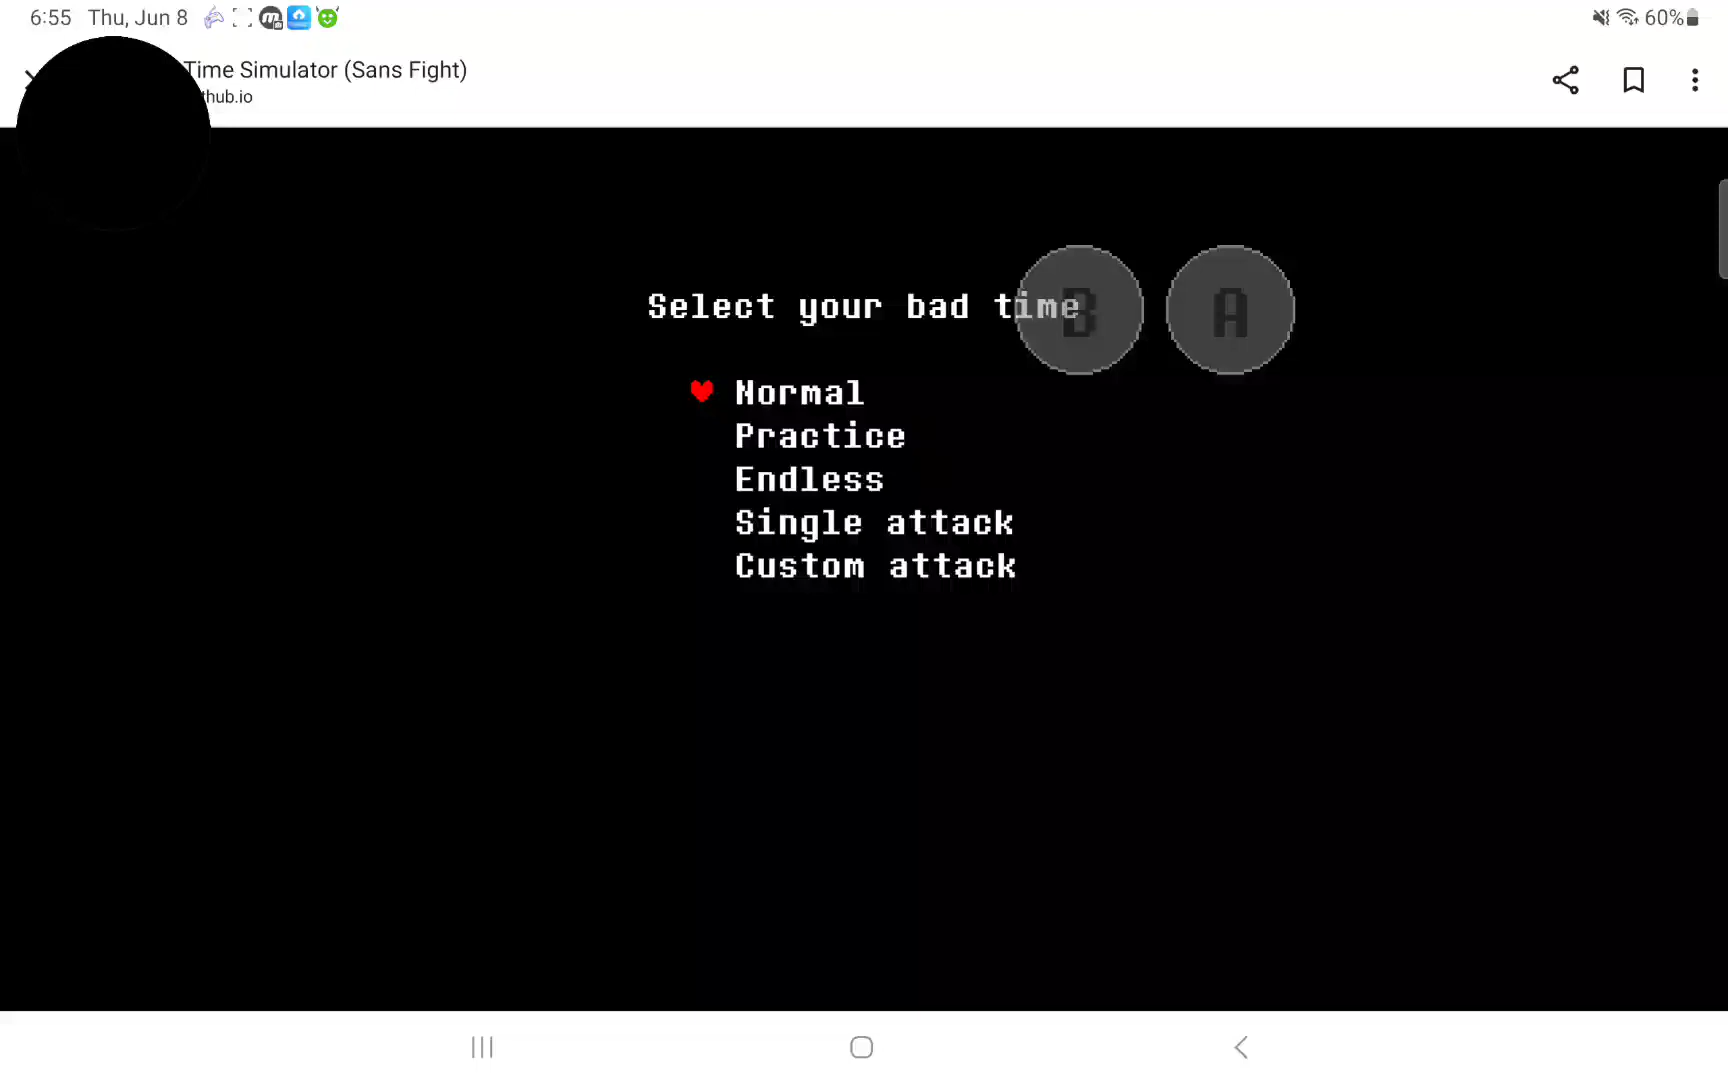 6:55 Thu, Jun 8 60%
Time Simulator (Sans Fight)
thub.io
Select your bad time
B A
Normal
Practice
Endless
Single attack
Custom attack